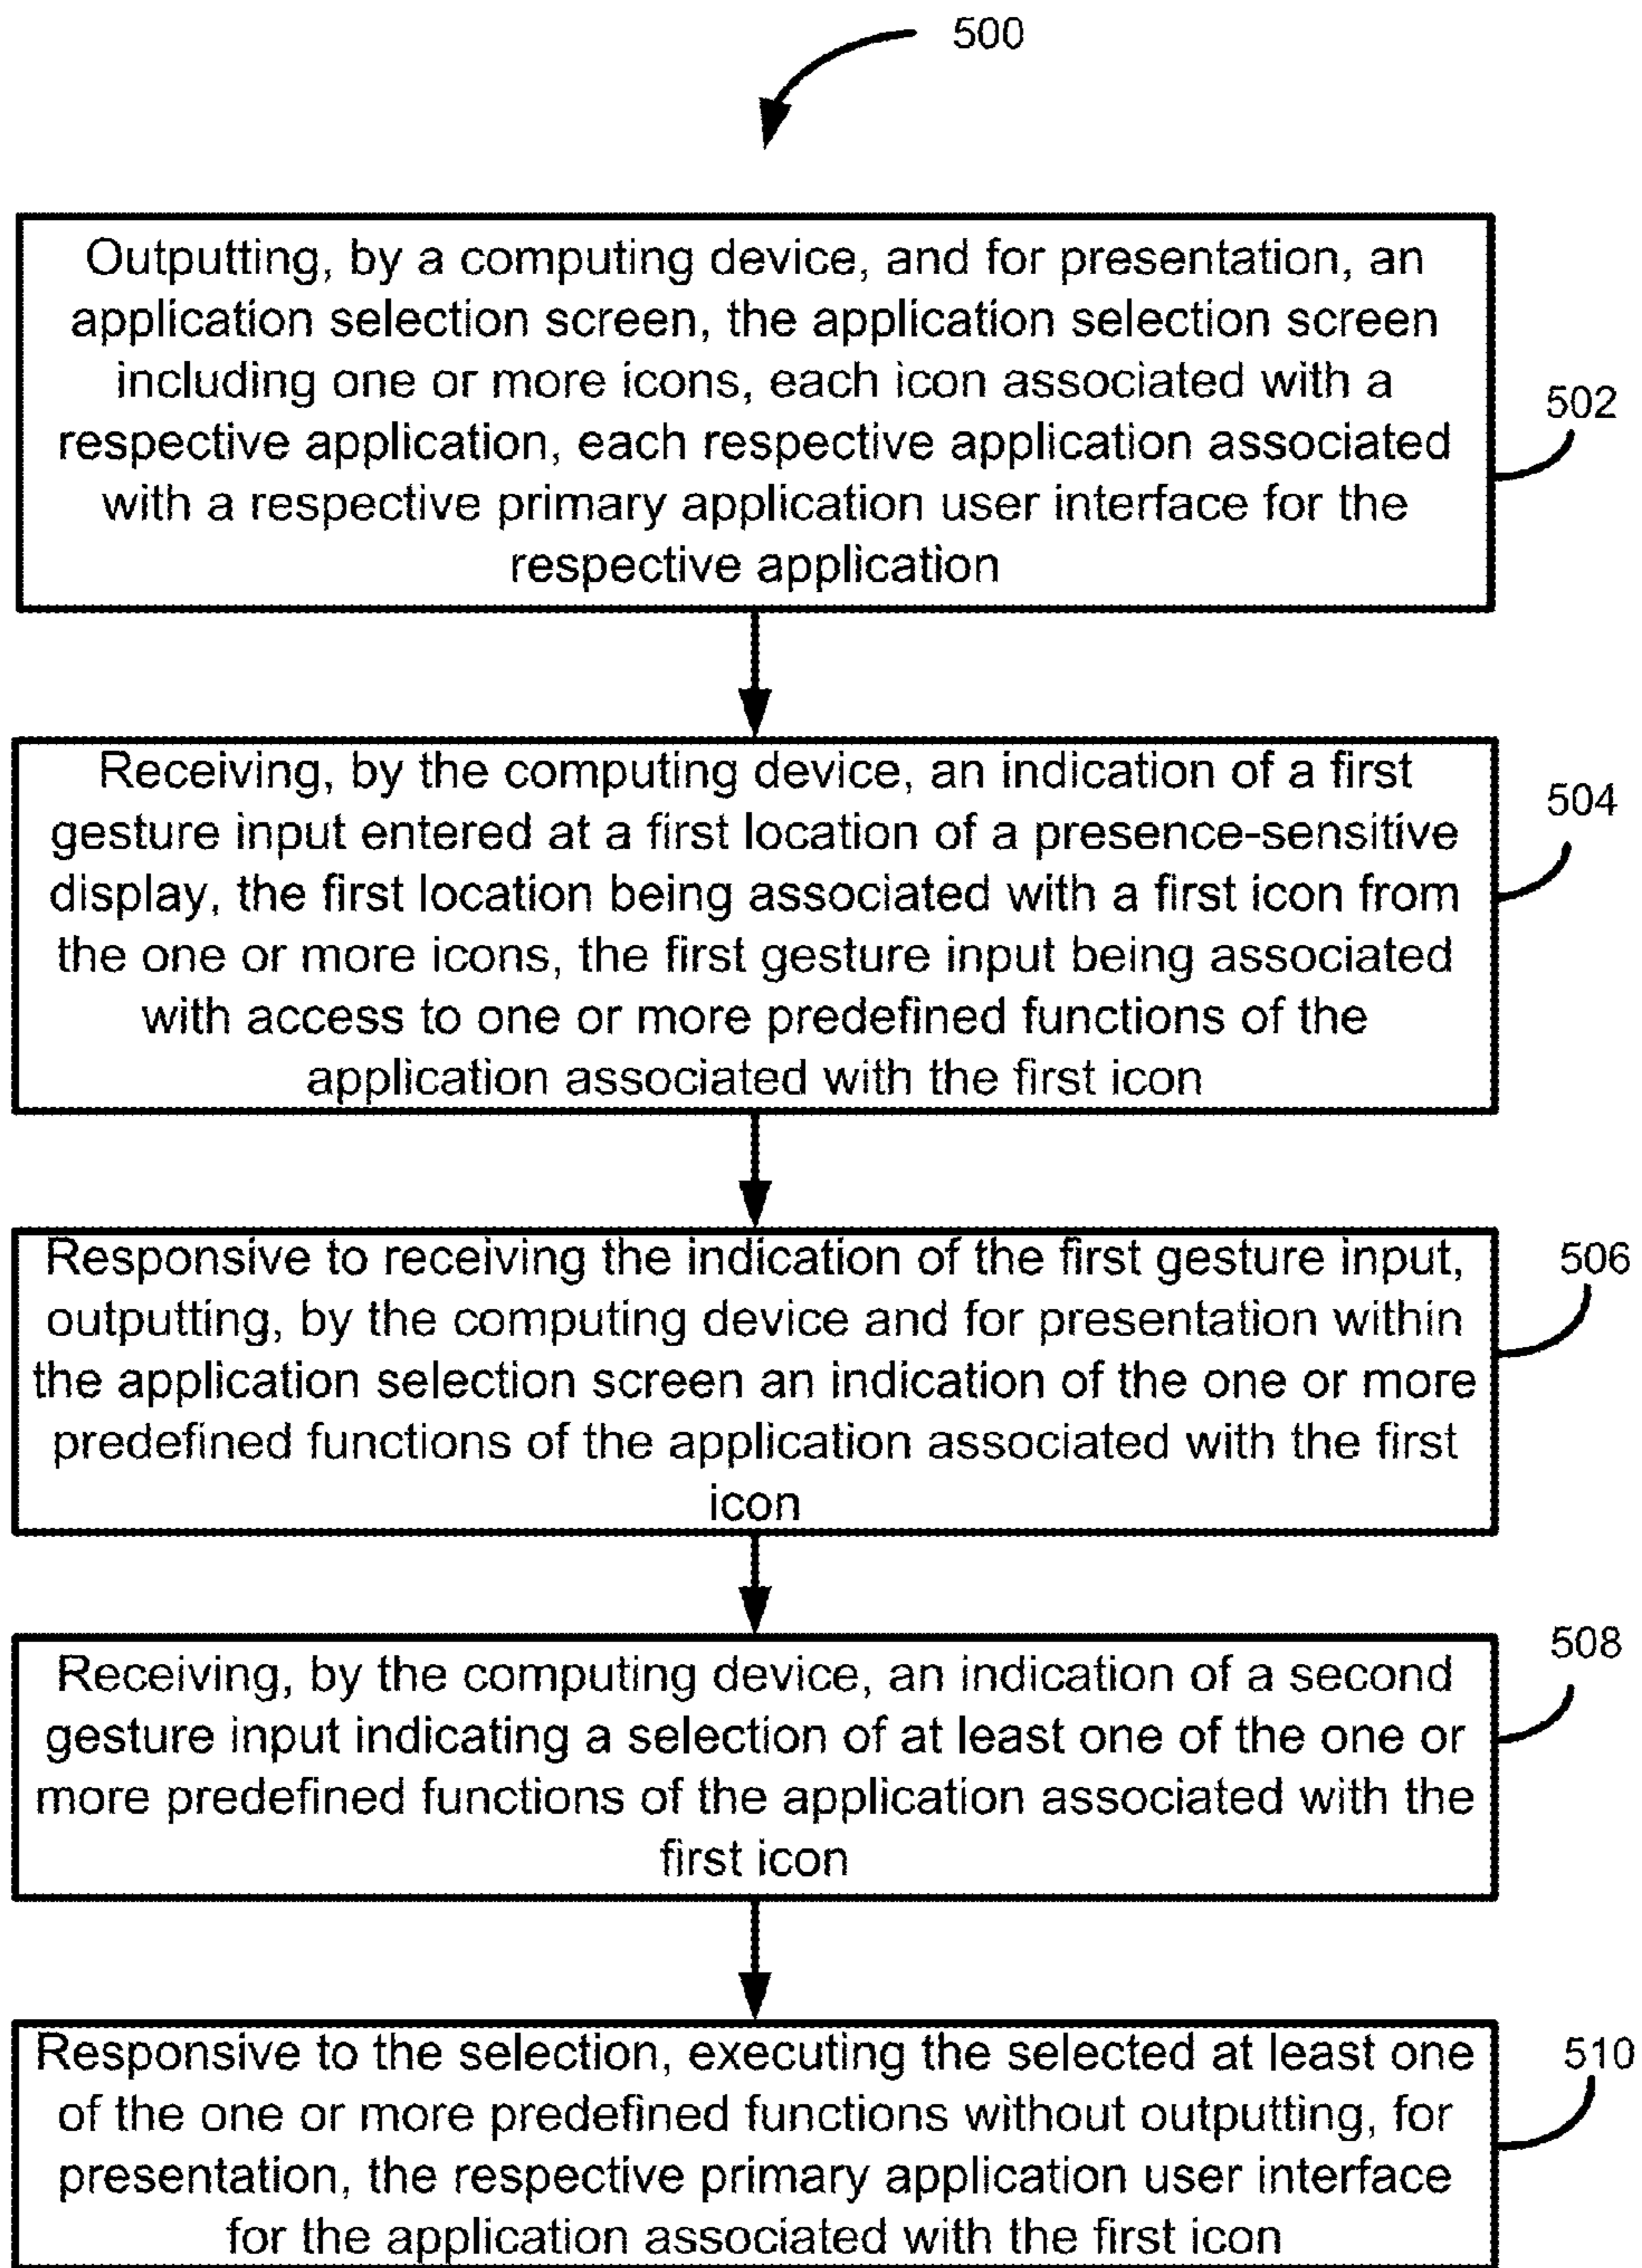 500
Outputting, by a computing device, and for presentation, an
application selection screen, the application selection screen
including one or more icons, each icon associated with a
respective application, each respective application associated
with a respective primary application user interface for the
respective application
502
Receiving, by the computing device, an indication of a first
gesture input entered at a first location of a presence-sensitive
display, the first location being associated with a first icon from
the one or more icons, the first gesture input being associated
with access to one or more predefined functions of the
application associated with the first icon
504
Responsive to receiving the indication of the first gesture input,
outputting, by the computing device and for presentation within
the application selection screen an indication of the one or more
predefined functions of the application associated with the first
icon
506
Receiving, by the computing device, an indication of a second
gesture input indicating a selection of at least one of the one or
more predefined functions of the application associated with the
first icon
508
Responsive to the selection, executing the selected at least one
of the one or more predefined functions without outputting, for
presentation, the respective primary application user interface
for the application associated with the first icon
510